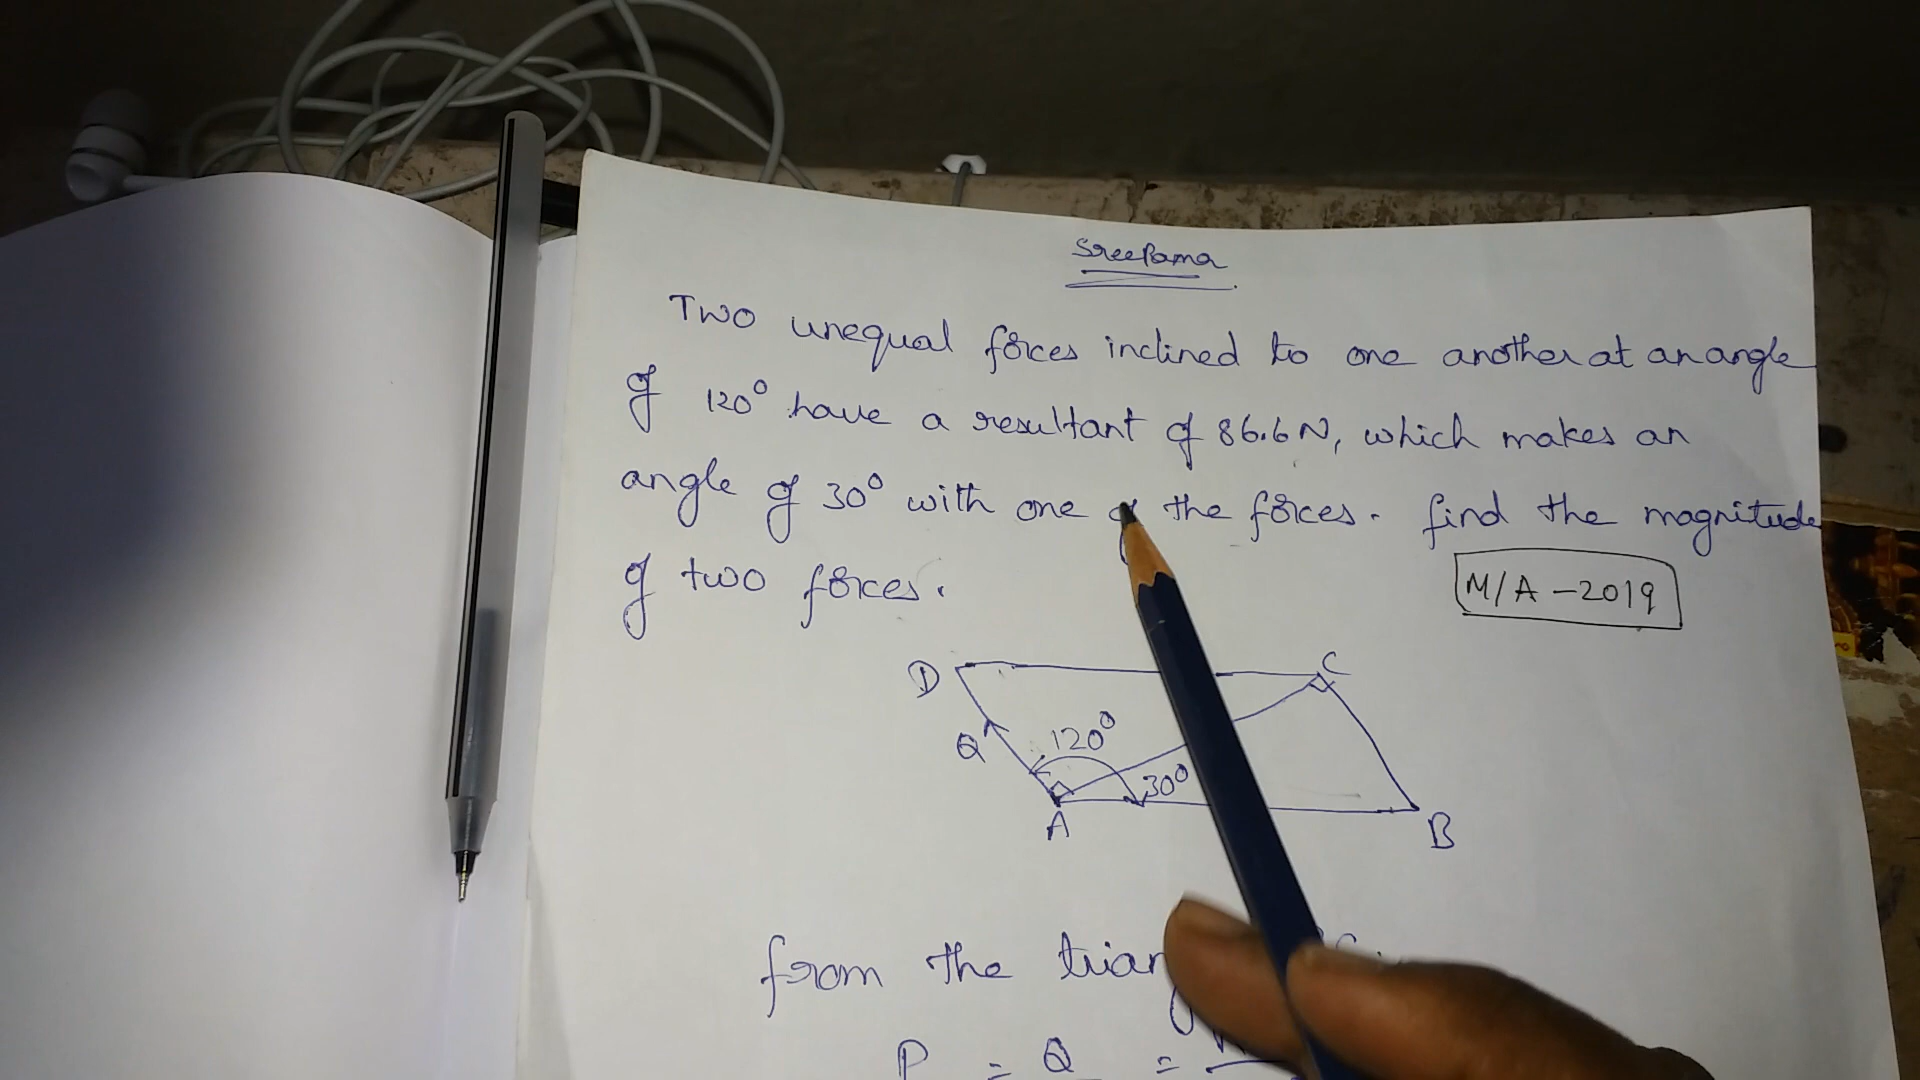 SreeRama
Two unequal forces inclined to one another at an angle
of 120° have a resultant of 86.6N, which makes an
angle of 30° with one of the forces. find the magnitude
of two forces.
M/A-2019
D C
Q 120°
30°
A B
from the
P = Q =